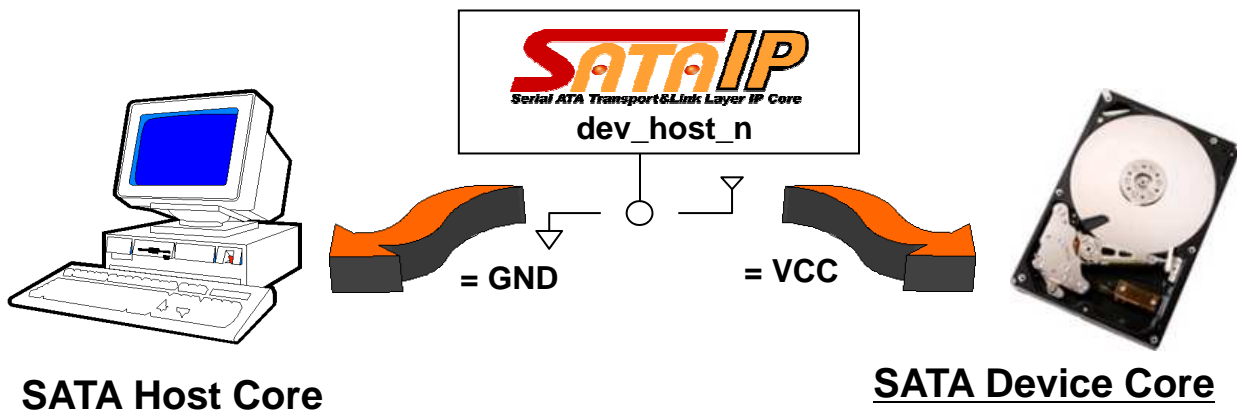 SATA IP
Serial ATA Transport&Link Layer IP Core
dev_host_n
= GND
= VCC
SATA Host Core
SATA Device Core